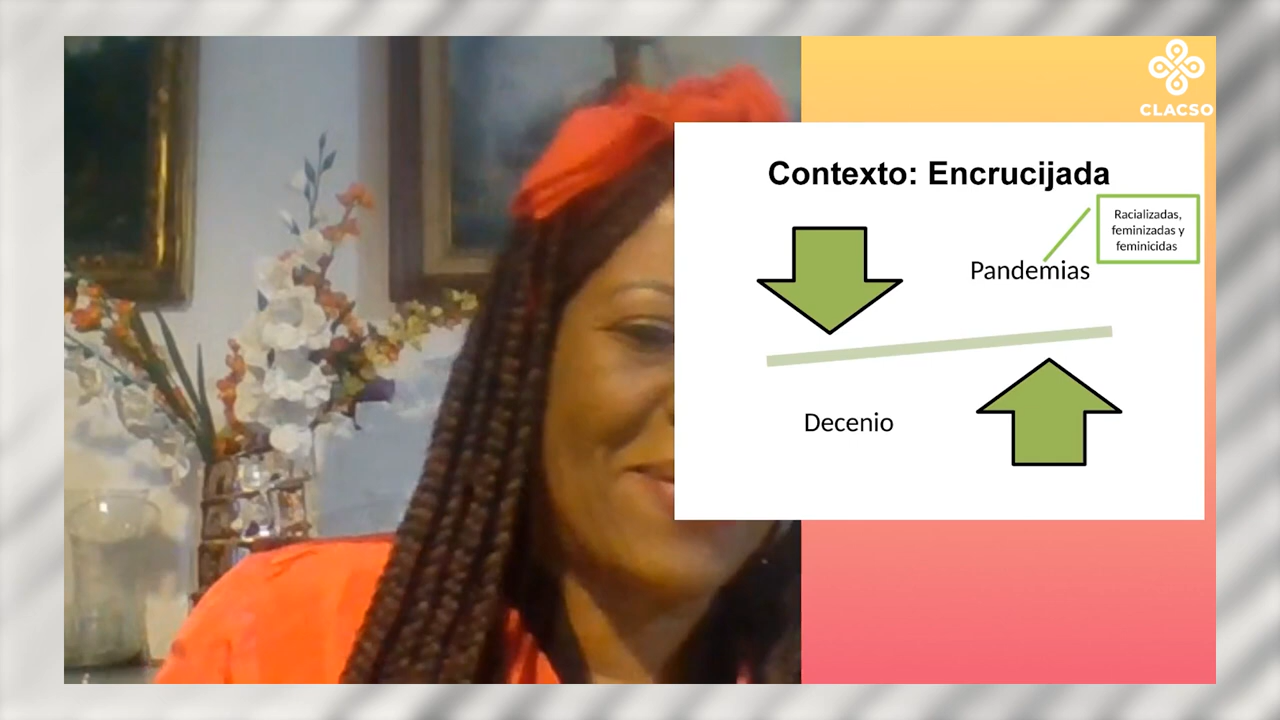 CLACSO
Contexto: Encrucijada
Racializadas,
feminizadas y
feminicidas
Pandemias
Decenio